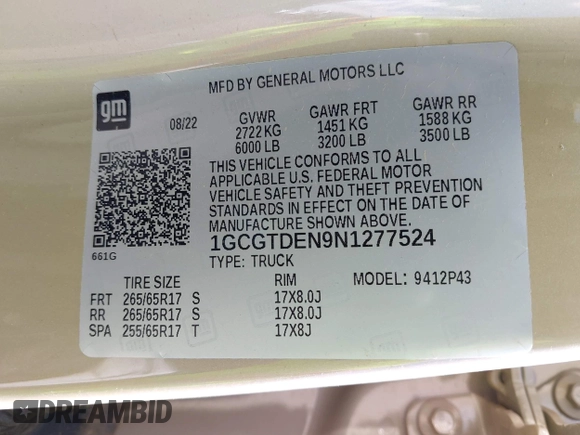 MFD BY GENERAL MOTORS LLC
gm
08/22
GVWR GAWR FRT GAWR RR
2722 KG 1451 KG 1588 KG
6000 LB 3200 LB 3500 LB
THIS VEHICLE CONFORMS TO ALL
APPLICABLE U.S. FEDERAL MOTOR
VEHICLE SAFETY AND THEFT PREVENTION
STANDARDS IN EFFECT ON THE DATE OF
MANUFACTURE SHOWN ABOVE.
661G
1GCGTDEN9N1277524
TYPE: TRUCK
TIRE SIZE RIM MODEL: 9412P43
FRT 265/65R17 S 17X8.0J
RR 265/65R17 S 17X8.0J
SPA 255/65R17 T 17X8J
DREAMBID